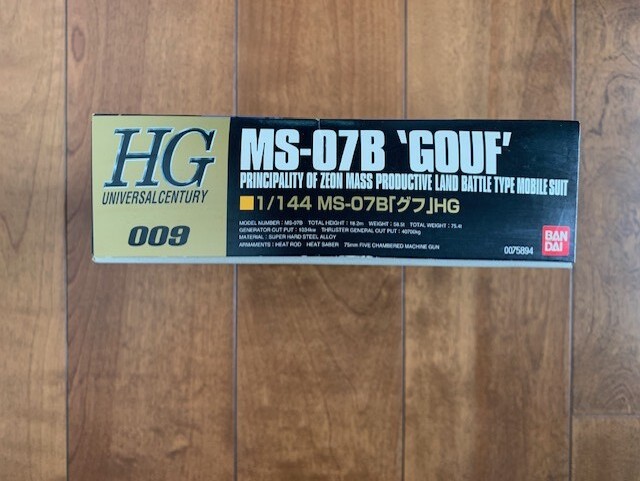 HG
UNIVERSAL CENTURY
009
MS-07B 'GOUF'
PRINCIPALITY OF ZEON MASS PRODUCTIVE LAND BATTLE TYPE MOBILE SUIT
■1/144 MS-07B「グフ」HG
MODEL NUMBER : MS-07B TOTAL HEIGHT : 18.2m WEIGHT : 58.5t TOTAL WEIGHT : 75.4t
GENERATOR OUT PUT : 1034kw THRUSTER GENERAL OUT PUT : 40700kg
MATERIAL : SUPER HARD STEEL ALLOY
ARMAMENTS : HEAT ROD HEAT SABER 75mm FIVE CHAMBERED MACHINE GUN
0075894
BAN
DAI